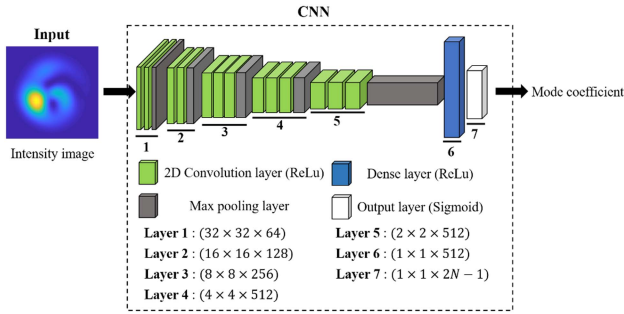 CNN
Input
Intensity image
Mode coefficient
1
2
3
4
5
6
7
2D Convolution layer (ReLu)
Dense layer (ReLu)
Max pooling layer
Output layer (Sigmoid)
Layer 1 : (32 × 32 × 64)
Layer 2 : (16 × 16 × 128)
Layer 3 : (8 × 8 × 256)
Layer 4 : (4 × 4 × 512)
Layer 5 : (2 × 2 × 512)
Layer 6 : (1 × 1 × 512)
Layer 7 : (1 × 1 × 2N − 1)